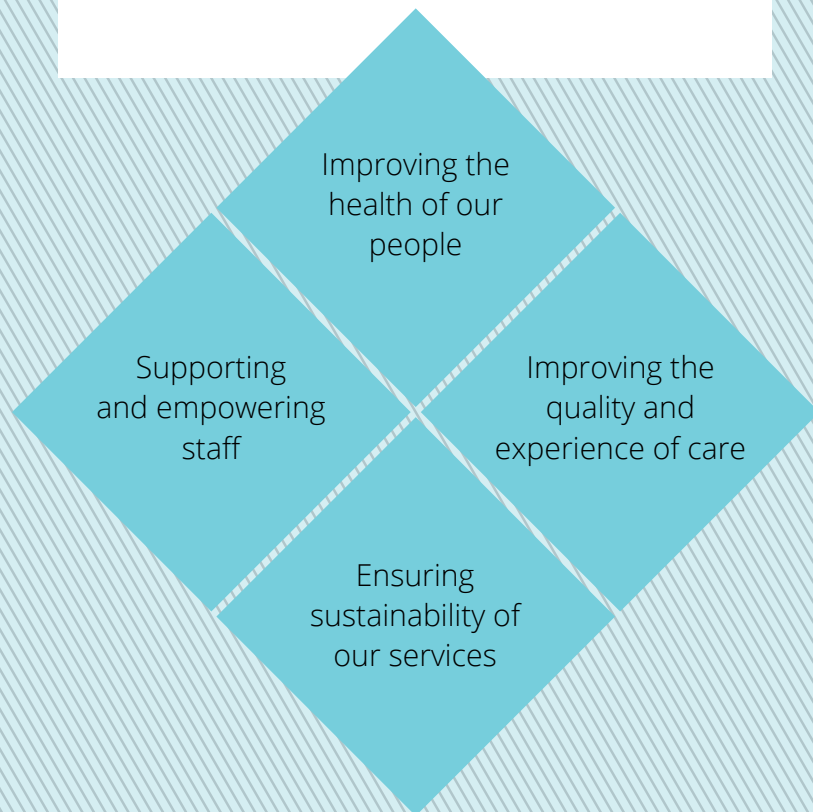 Improving the
health of our
people
Supporting
and empowering
staff
Improving the
quality and
experience of care
Ensuring
sustainability of
our services